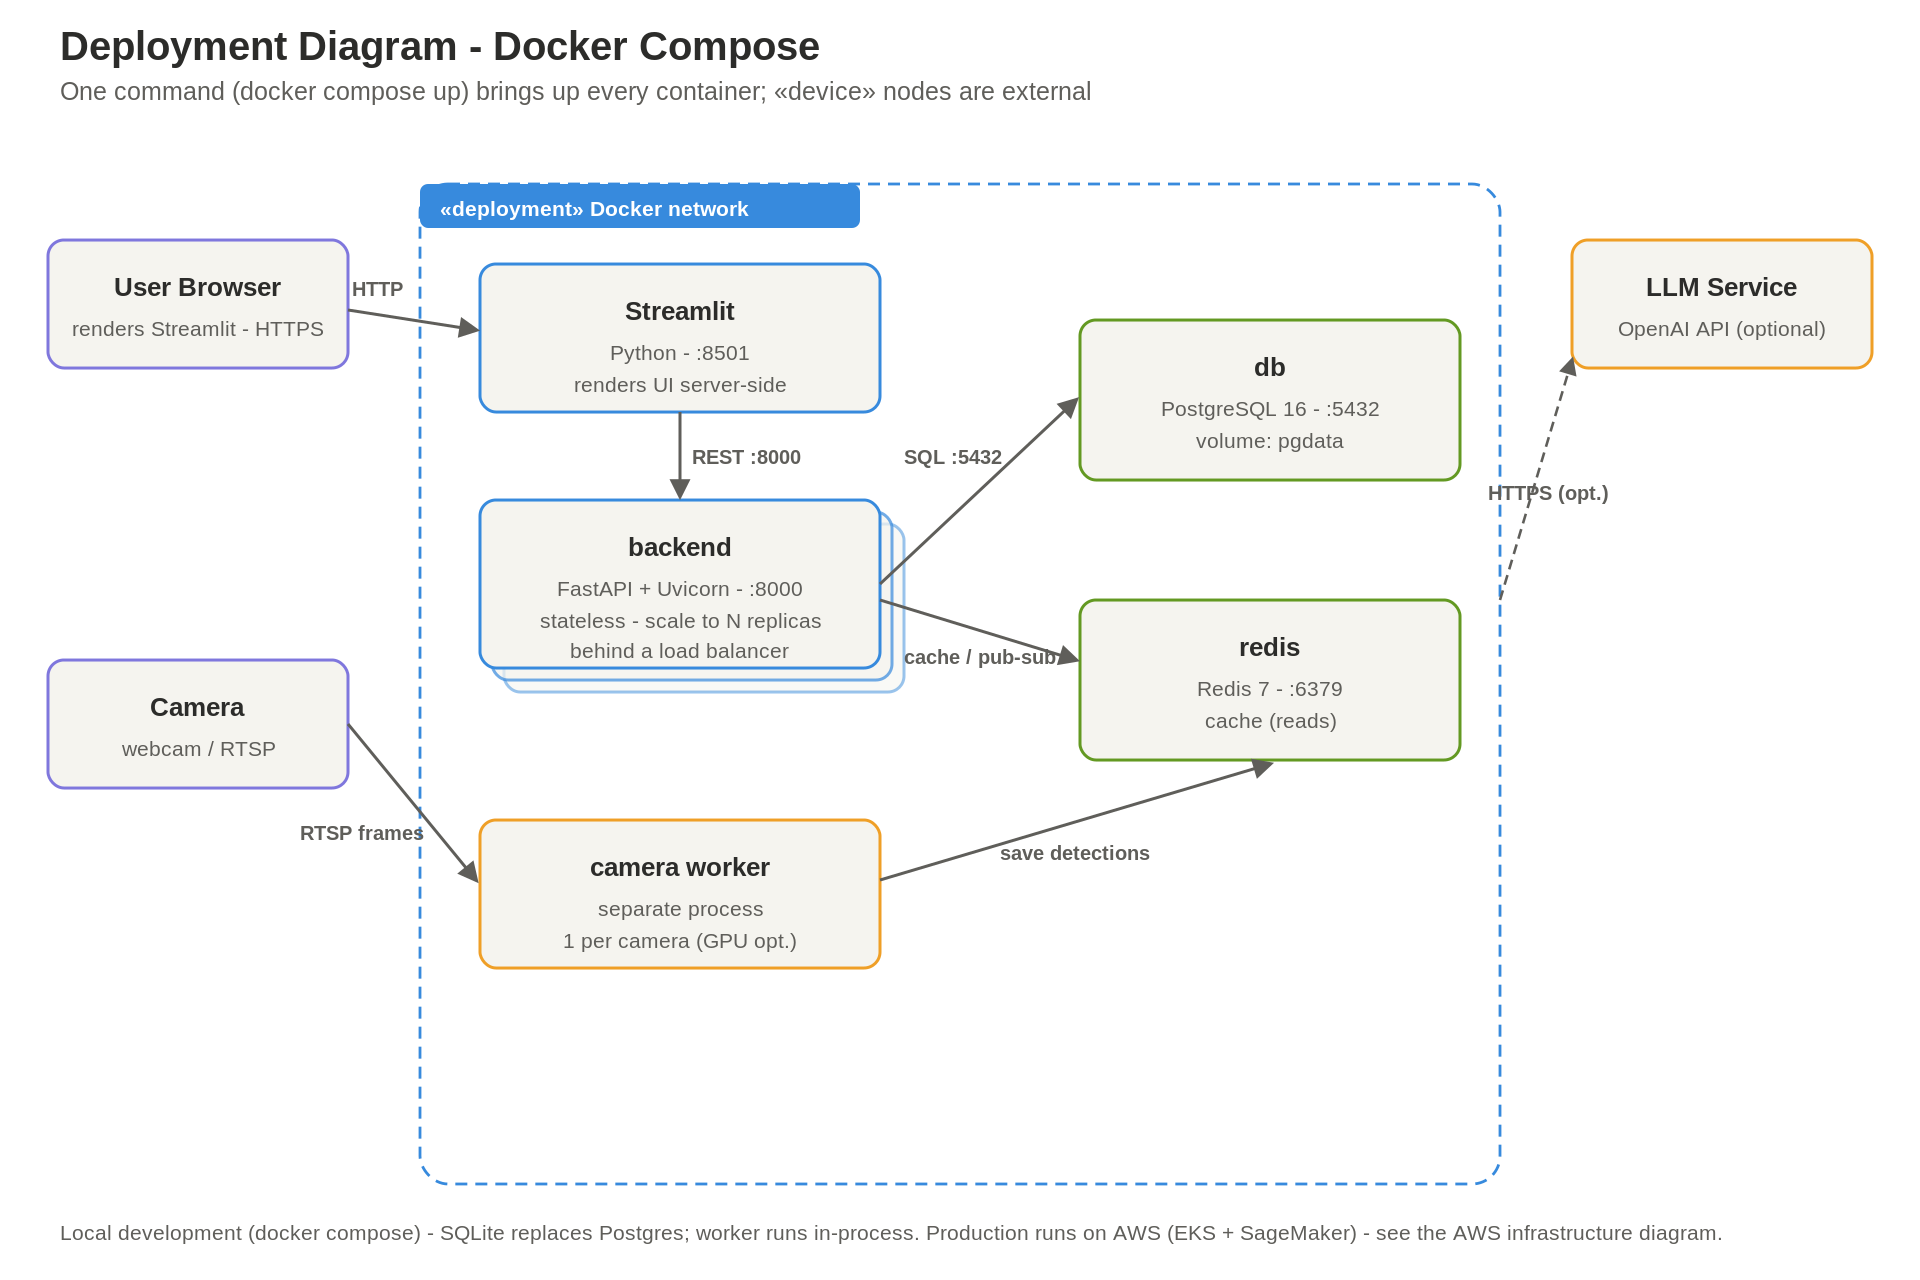 Deployment Diagram - Docker Compose
One command (docker compose up) brings up every container; «device» nodes are external
«deployment» Docker network
User Browser
renders Streamlit - HTTPS
HTTP
Streamlit
Python - :8501
renders UI server-side
LLM Service
OpenAI API (optional)
db
PostgreSQL 16 - :5432
volume: pgdata
REST :8000
SQL :5432
HTTPS (opt.)
backend
FastAPI + Uvicorn - :8000
stateless - scale to N replicas
behind a load balancer
cache / pub-sub
redis
Redis 7 - :6379
cache (reads)
Camera
webcam / RTSP
RTSP frames
camera worker
separate process
1 per camera (GPU opt.)
save detections
Local development (docker compose) - SQLite replaces Postgres; worker runs in-process. Production runs on AWS (EKS + SageMaker) - see the AWS infrastructure diagram.